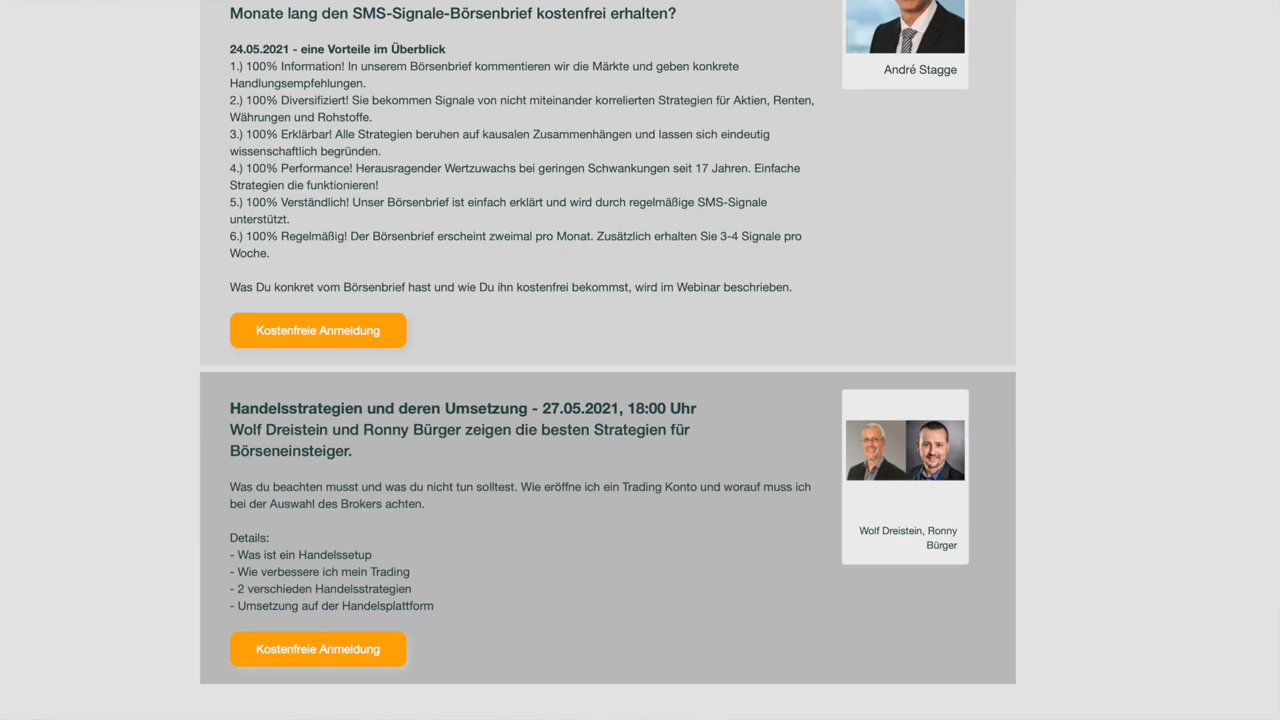 Monate lang den SMS-Signale-Börsenbrief kostenfrei erhalten?
24.05.2021 - eine Vorteile im Überblick
1.) 100% Information! In unserem Börsenbrief kommentieren wir die Märkte und geben konkrete
Handlungsempfehlungen.
2.) 100% Diversifiziert! Sie bekommen Signale von nicht miteinander korrelierten Strategien für Aktien, Renten,
Währungen und Rohstoffe.
3.) 100% Erklärbar! Alle Strategien beruhen auf kausalen Zusammenhängen und lassen sich eindeutig
wissenschaftlich begründen.
4.) 100% Performance! Herausragender Wertzuwachs bei geringen Schwankungen seit 17 Jahren. Einfache
Strategien die funktionieren!
5.) 100% Verständlich! Unser Börsenbrief ist einfach erklärt und wird durch regelmäßige SMS-Signale
unterstützt.
6.) 100% Regelmäßig! Der Börsenbrief erscheint zweimal pro Monat. Zusätzlich erhalten Sie 3-4 Signale pro
Woche.
Was Du konkret vom Börsenbrief hast und wie Du ihn kostenfrei bekommst, wird im Webinar beschrieben.
Kostenfreie Anmeldung
André Stagge
Handelsstrategien und deren Umsetzung - 27.05.2021, 18:00 Uhr
Wolf Dreistein und Ronny Bürger zeigen die besten Strategien für
Börseneinsteiger.
Was du beachten musst und was du nicht tun solltest. Wie eröffne ich ein Trading Konto und worauf muss ich
bei der Auswahl des Brokers achten.
Details:
- Was ist ein Handelssetup
- Wie verbessere ich mein Trading
- 2 verschieden Handelsstrategien
- Umsetzung auf der Handelsplattform
Kostenfreie Anmeldung
Wolf Dreistein, Ronny
Bürger